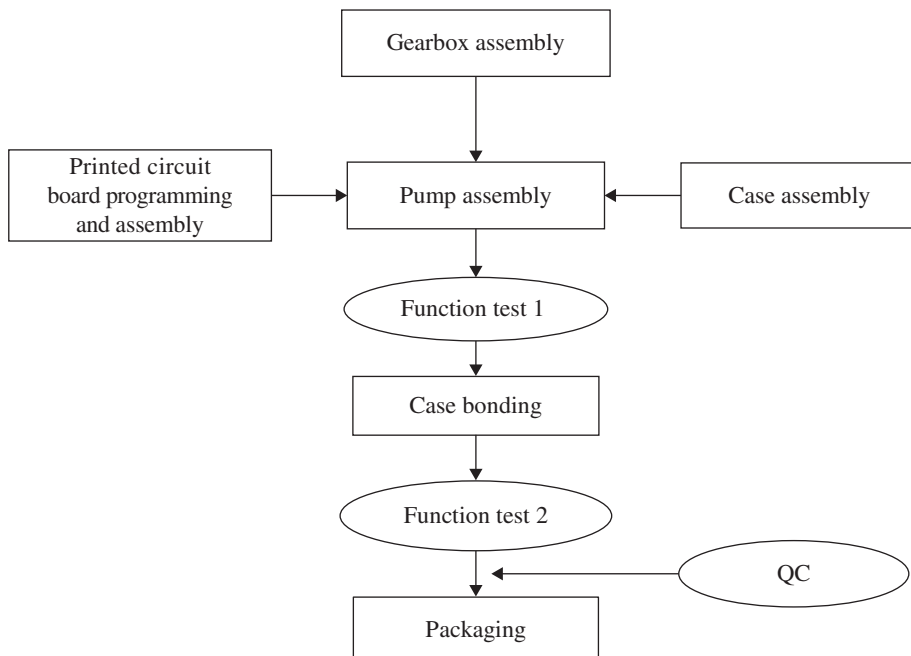 Gearbox assembly
Printed circuit
board programming
and assembly
Pump assembly
Case assembly
Function test 1
Case bonding
Function test 2
QC
Packaging